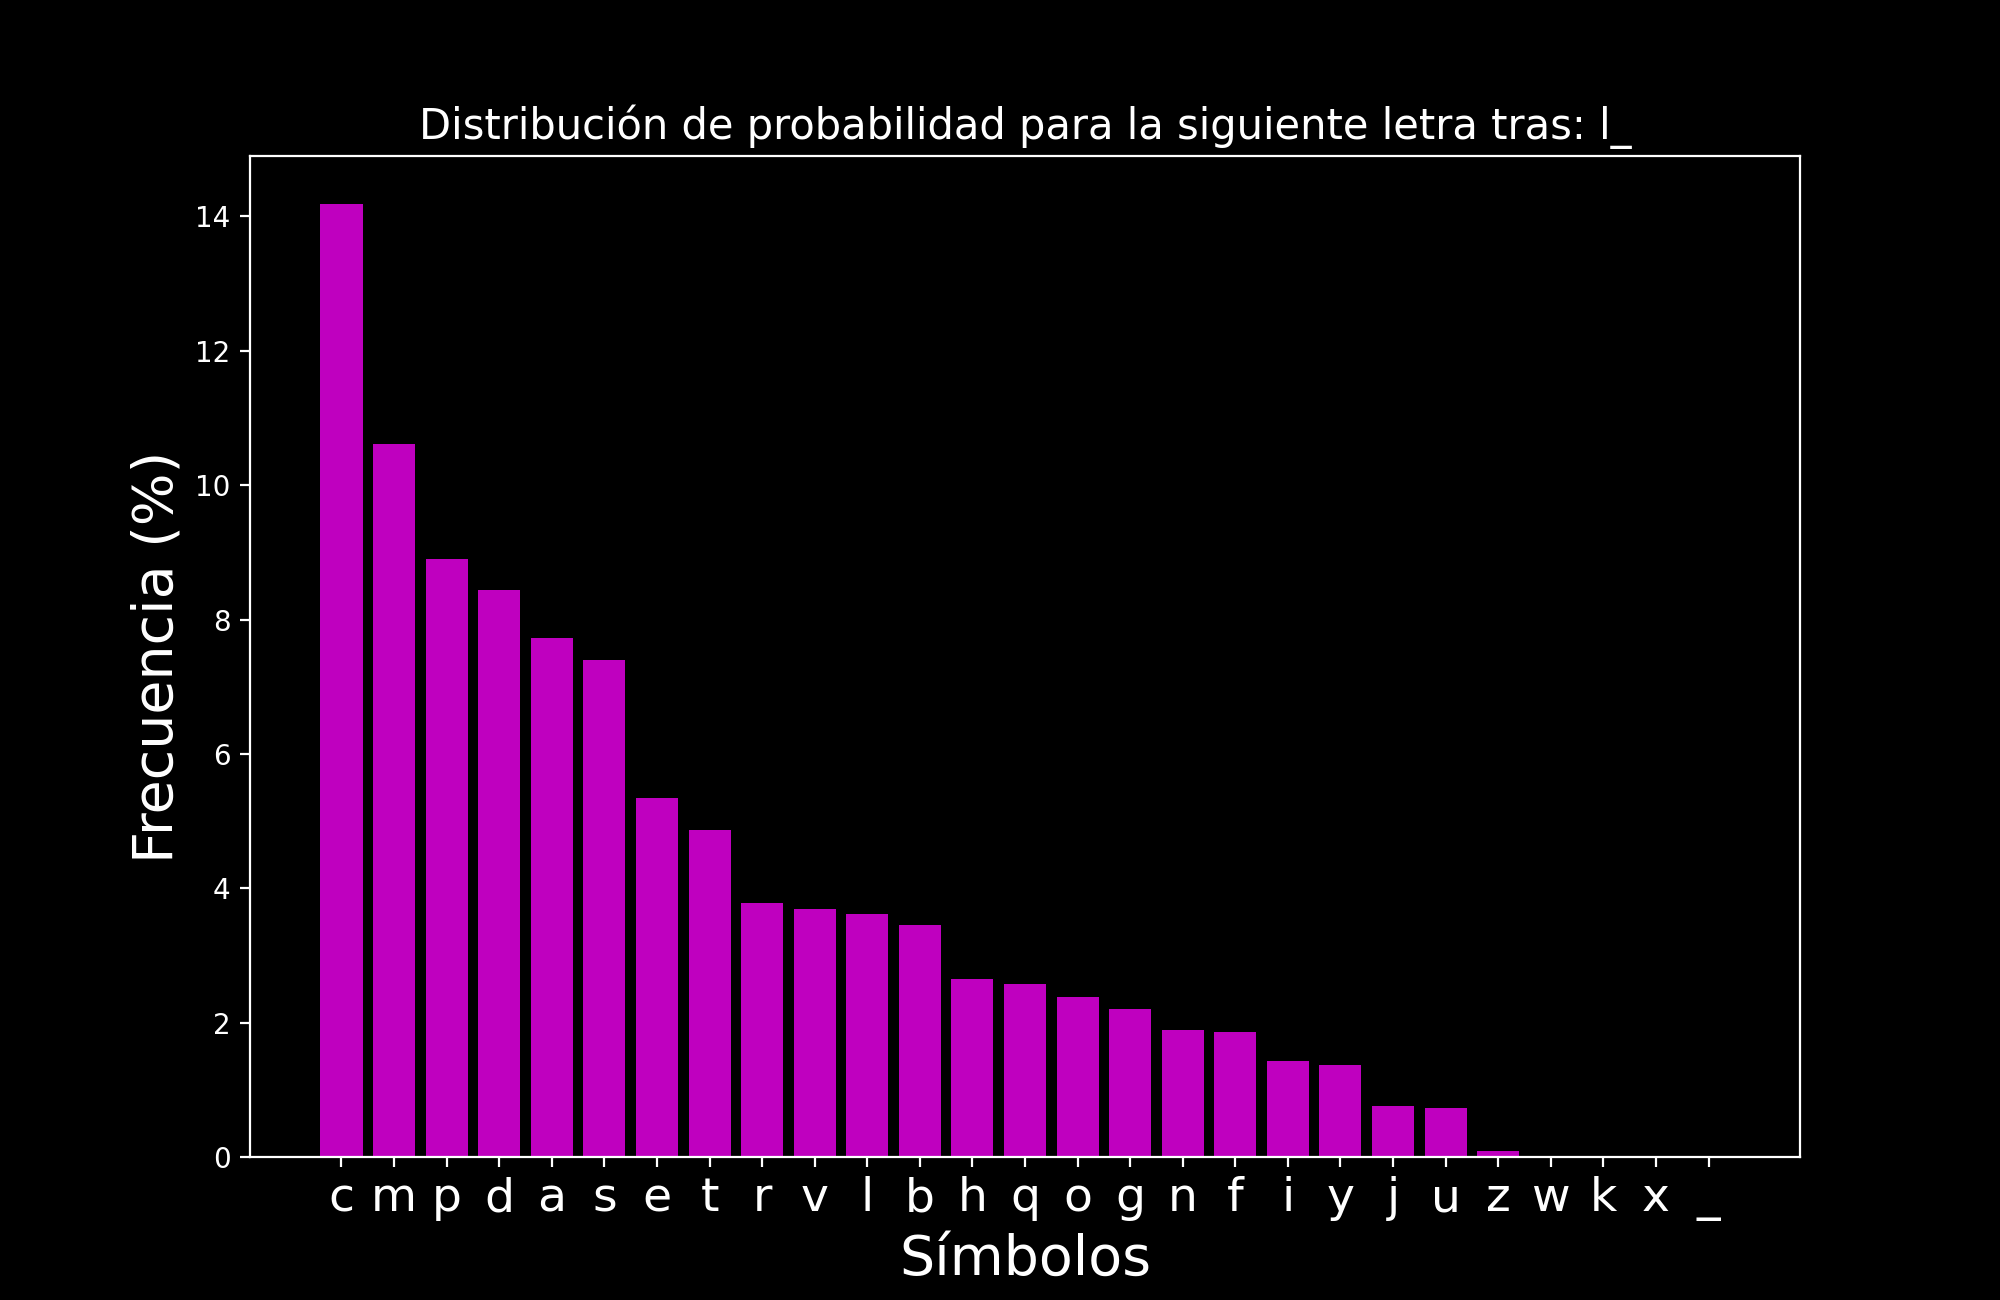 Distribución de probabilidad para la siguiente letra tras: l_
14
12
10
8
6
4
2
0
Frecuencia (%)
c m p d a s e t r v l b h q o g n f i y j u z w k x _
Símbolos